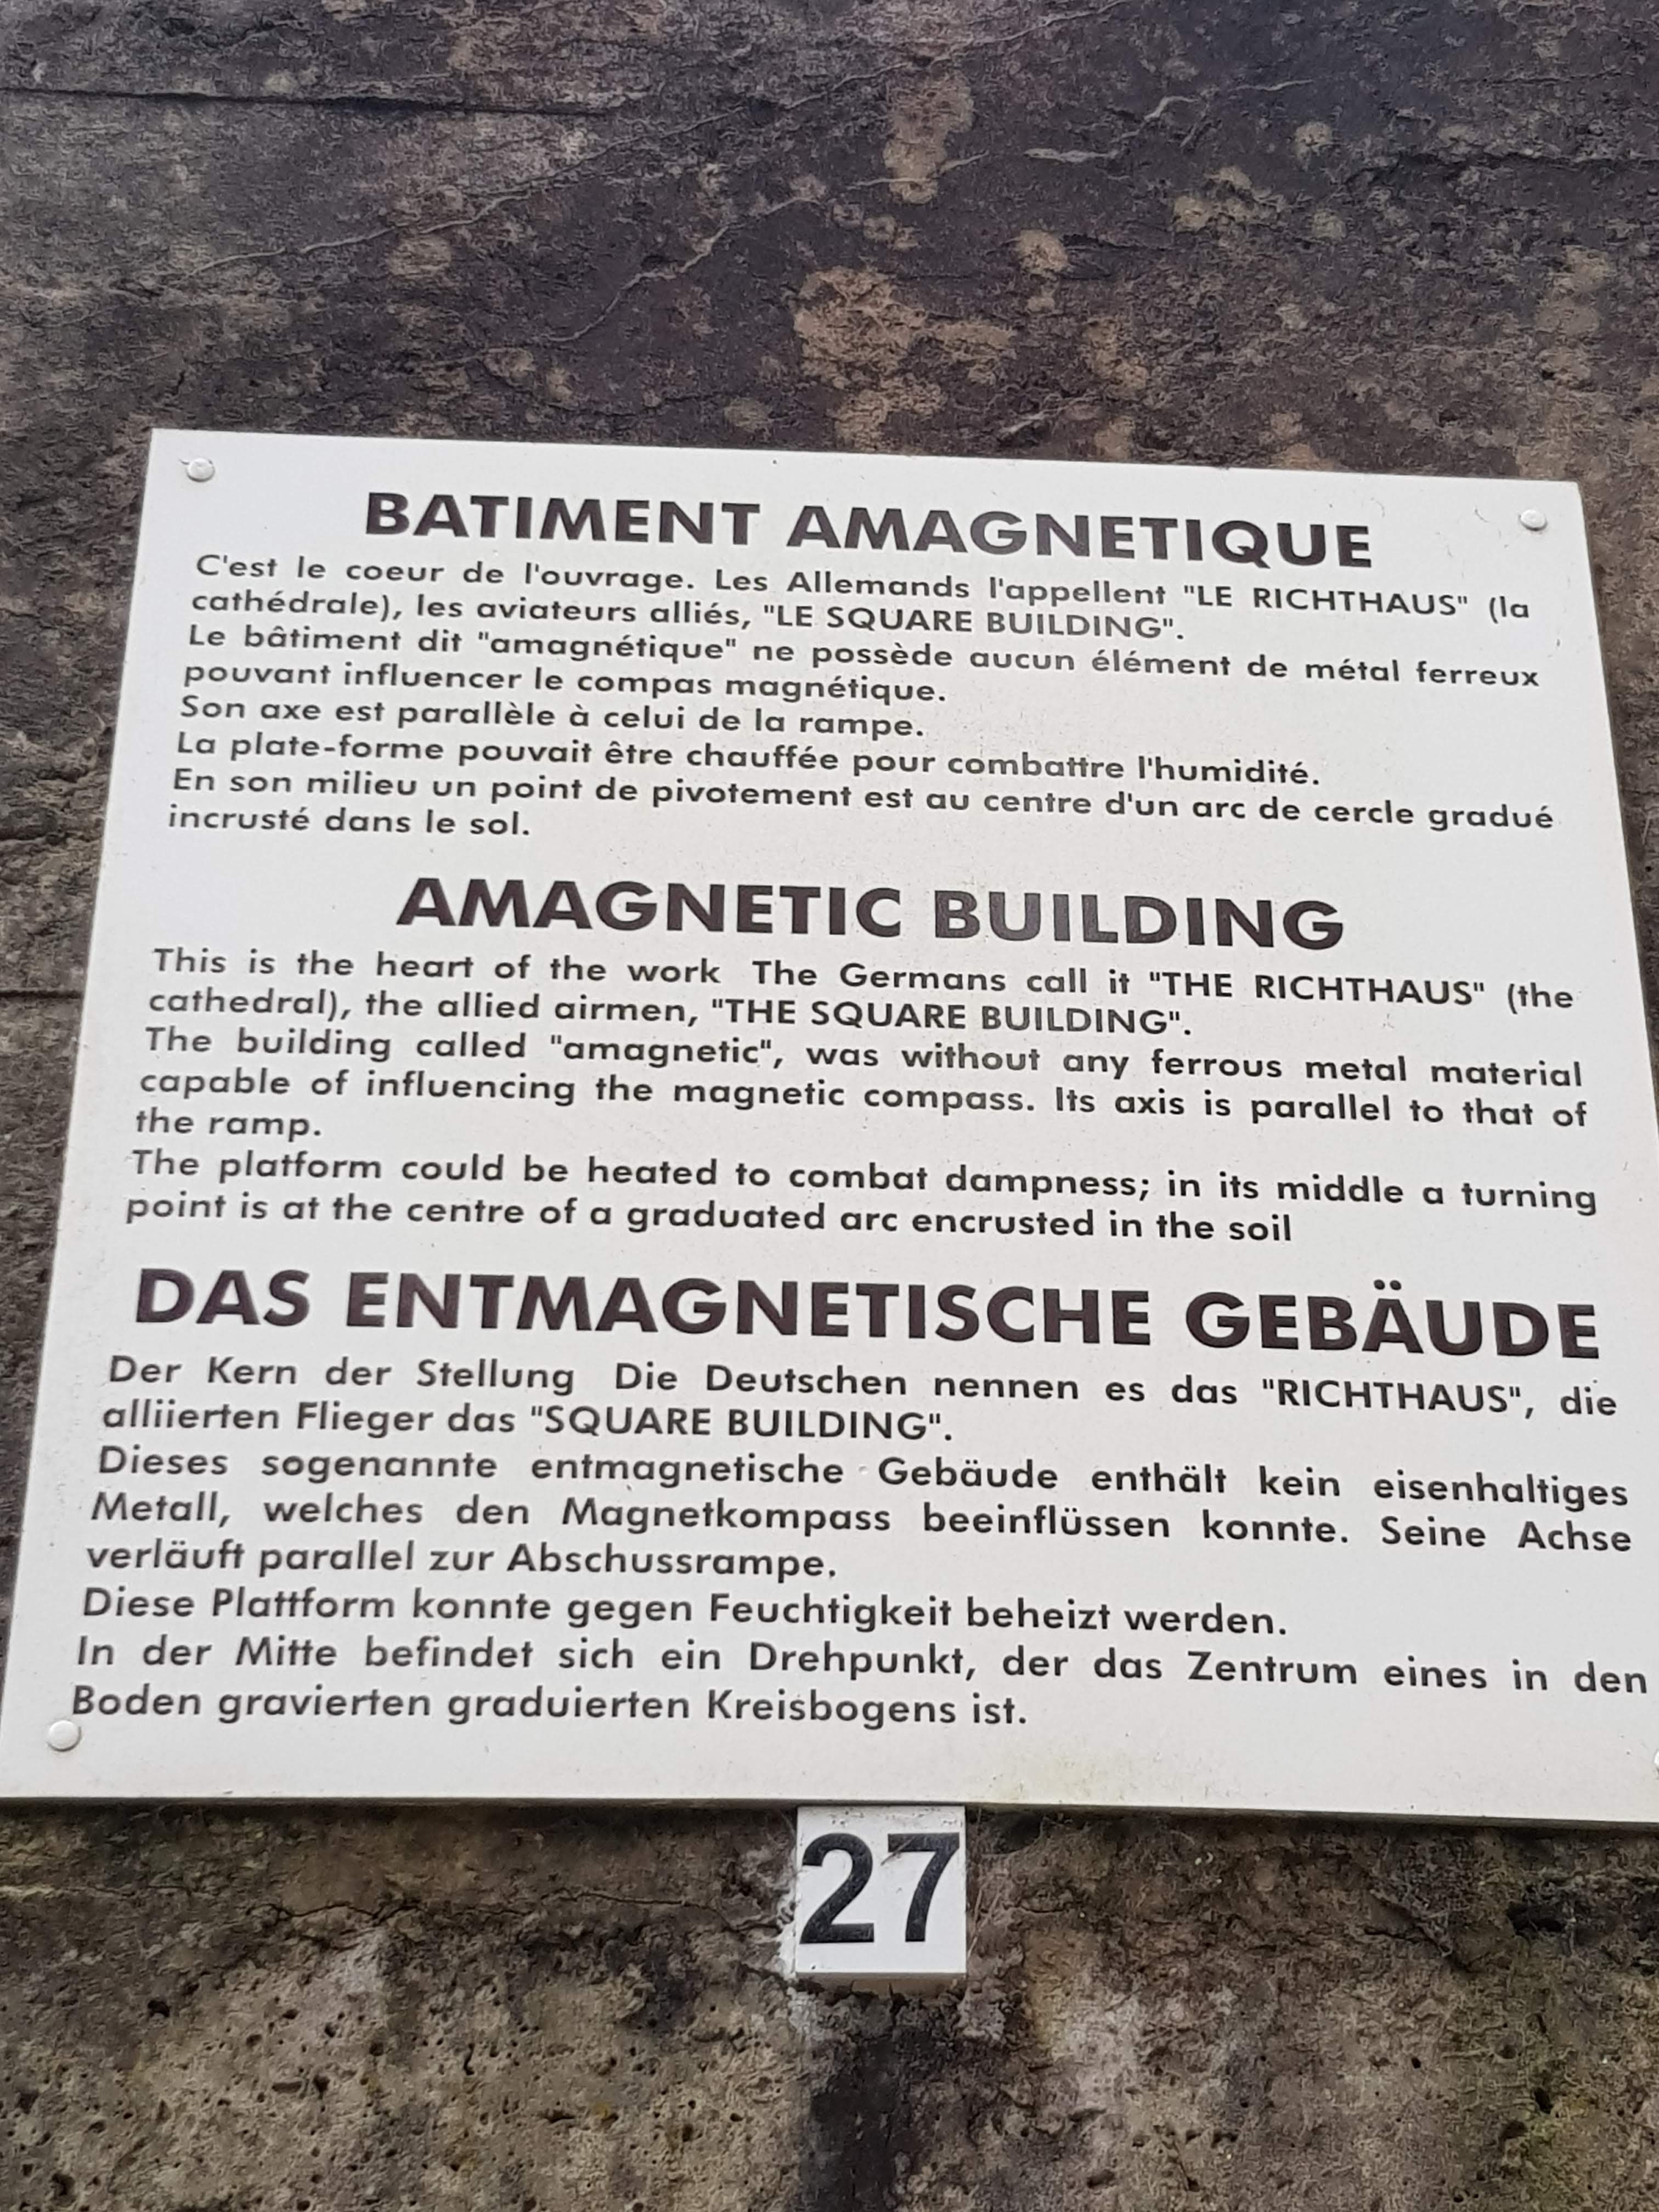 BATIMENT AMAGNETIQUE
C'est le coeur de l'ouvrage. Les Allemands l'appellent "LE RICHTHAUS" (la
cathédrale), les aviateurs alliés, "LE SQUARE BUILDING".
Le bâtiment dit "amagnétique" ne possède aucun élément de métal ferreux
pouvant influencer le compas magnétique.
Son axe est parallèle à celui de la rampe.
La plate-forme pouvait être chauffée pour combattre l'humidité.
En son milieu un point de pivotement est au centre d'un arc de cercle gradué
incrusté dans le sol.
AMAGNETIC BUILDING
This is the heart of the work The Germans call it "THE RICHTHAUS" (the
cathedral), the allied airmen, "THE SQUARE BUILDING".
The building called "amagnetic", was without any ferrous metal material
capable of influencing the magnetic compass. Its axis is parallel to that of
the ramp.
The platform could be heated to combat dampness; in its middle a turning
point is at the centre of a graduated arc encrusted in the soil
DAS ENTMAGNETISCHE GEBÄUDE
Der Kern der Stellung Die Deutschen nennen es das "RICHTHAUS", die
alliierten Flieger das "SQUARE BUILDING".
Dieses sogenannte entmagnetische Gebäude enthält kein eisenhaltiges
Metall, welches den Magnetkompass beeinflüssen konnte. Seine Achse
verläuft parallel zur Abschussrampe.
Diese Plattform konnte gegen Feuchtigkeit beheizt werden.
In der Mitte befindet sich ein Drehpunkt, der das Zentrum eines in den
Boden gravierten graduierten Kreisbogens ist.
27